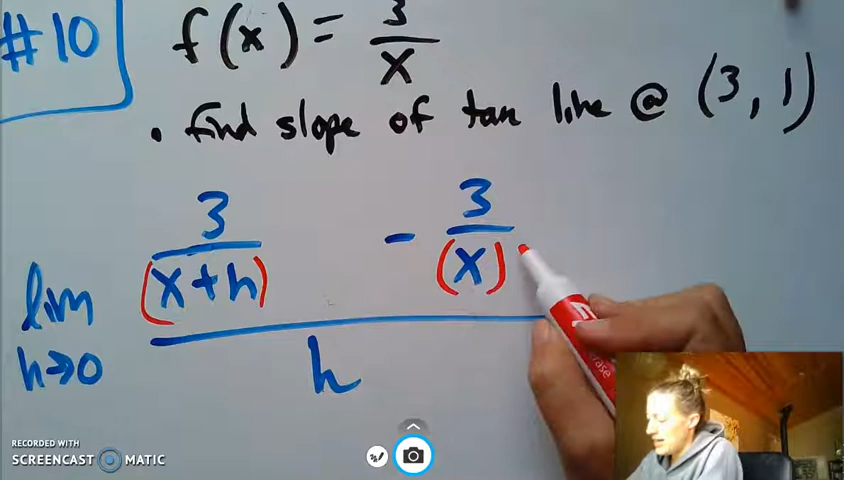 #10
f(x) = 3/x
• find slope of tan line @ (3, 1)
lim h→0 (3/(x+h) - 3/(x))/h
RECORDED WITH
SCREENCAST MATIC